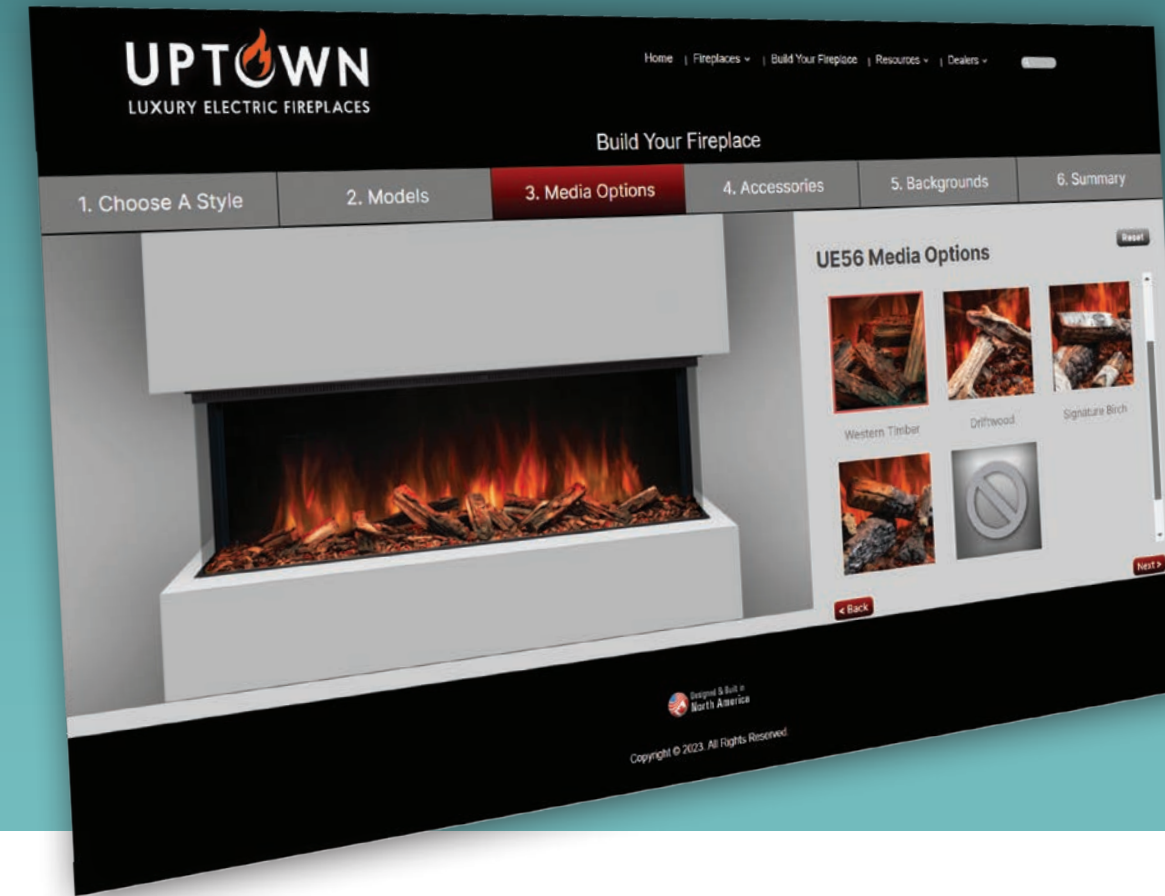 UPTOWN
LUXURY ELECTRIC FIREPLACES
Home | Fireplaces | Build Your Fireplace | Resources | Dealers
Build Your Fireplace
1. Choose A Style
2. Models
3. Media Options
4. Accessories
5. Backgrounds
6. Summary
UE56 Media Options
Reset
Western Timber
Driftwood
Signature Birch
< Back
Next >
Designed & Built in
North America
Copyright © 2023. All Rights Reserved.